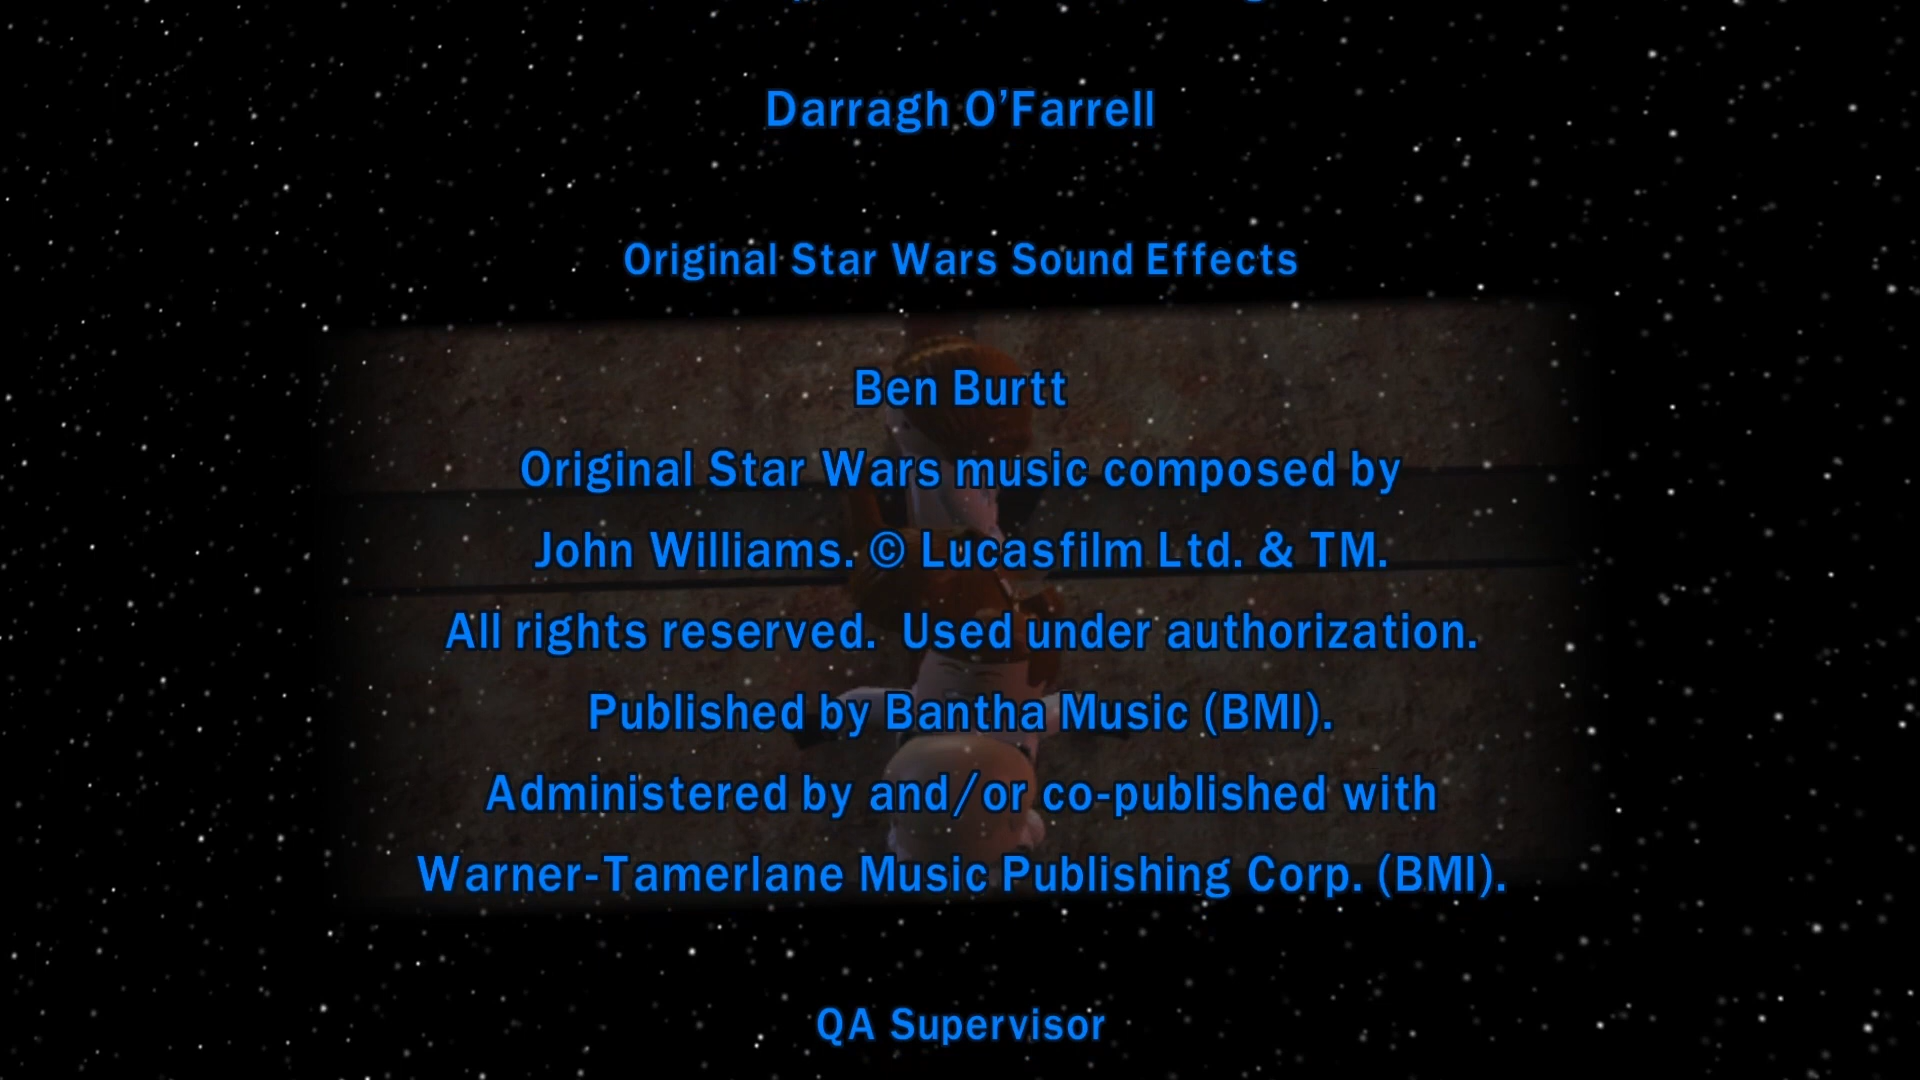 Darragh O’Farrell
Original Star Wars Sound Effects
Ben Burtt
Original Star Wars music composed by
John Williams. © Lucasfilm Ltd. & TM.
All rights reserved.  Used under authorization.
Published by Bantha Music (BMI).
Administered by and/or co-published with
Warner-Tamerlane Music Publishing Corp. (BMI).
QA Supervisor